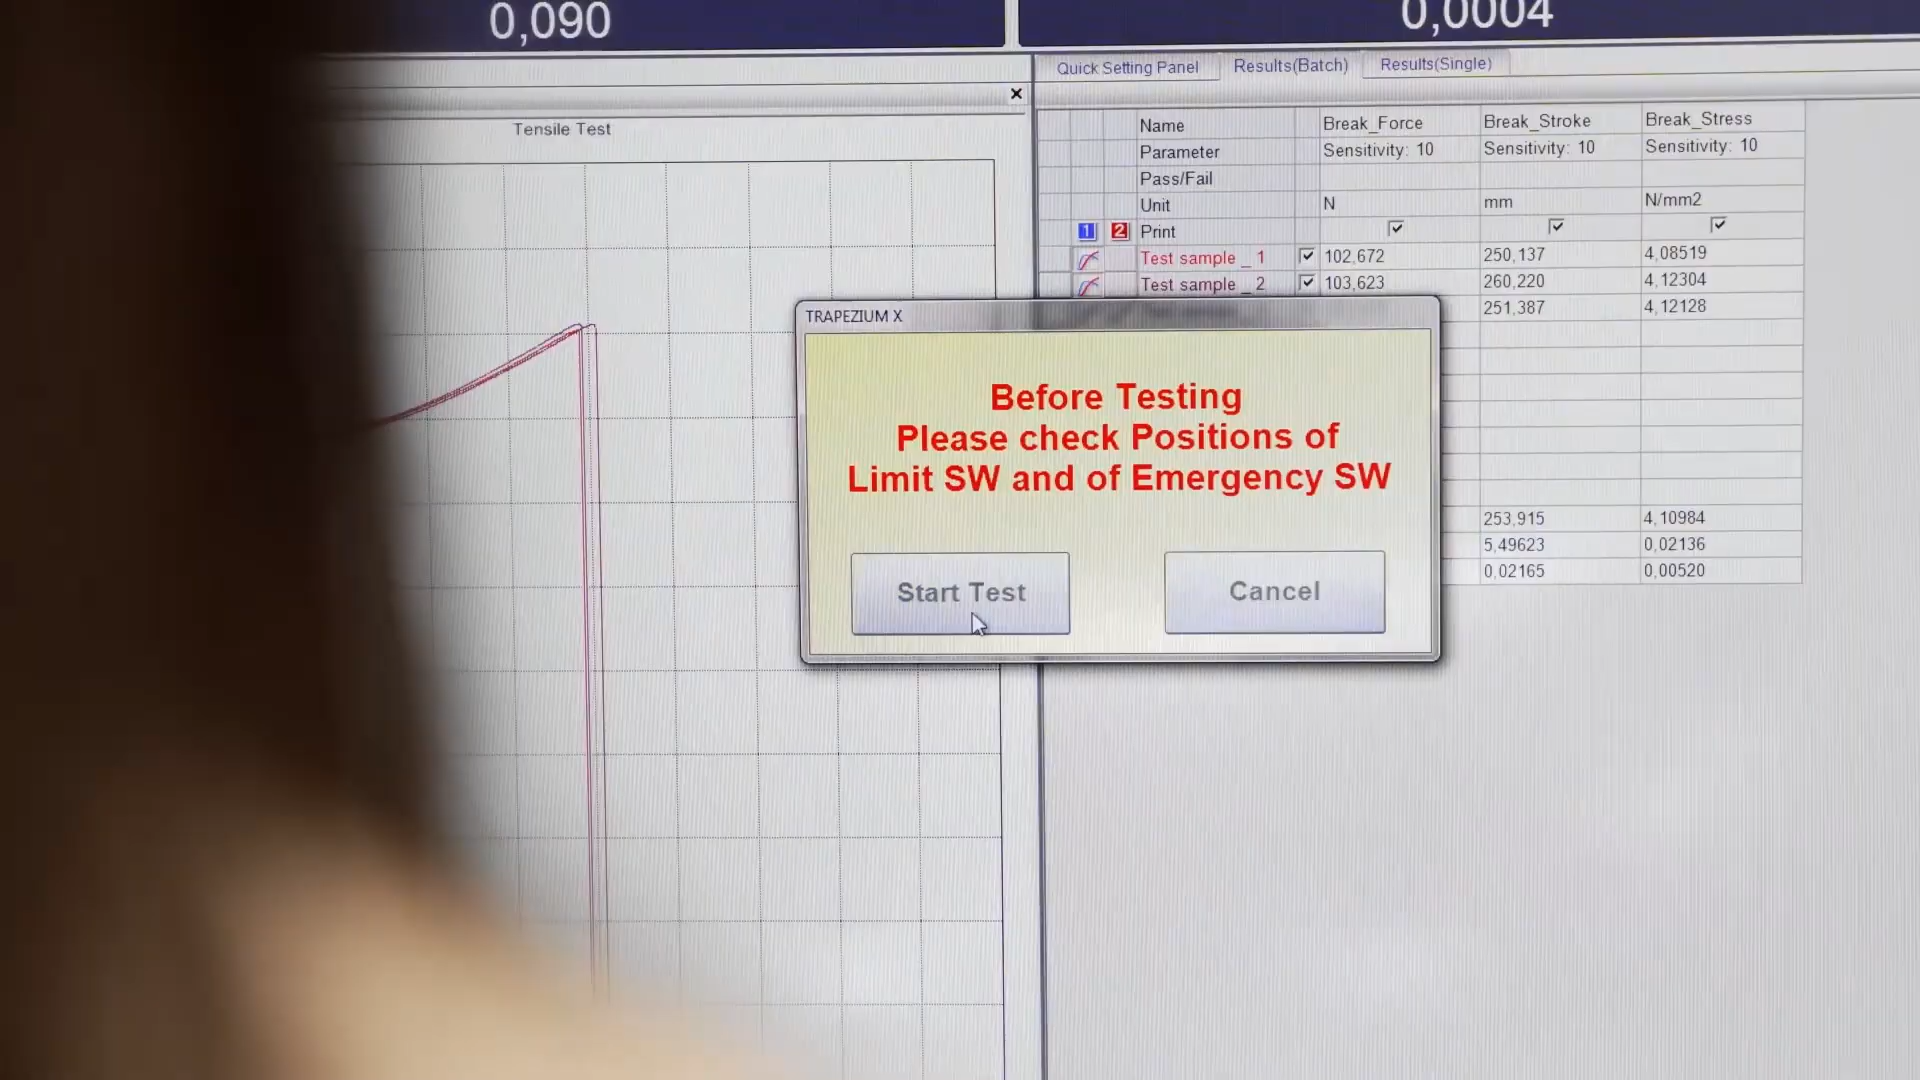 0,090
0,0004
Quick Setting Panel
Results(Batch)
Results(Single)
Tensile Test
Name Break_Force Break_Stroke Break_Stress
Parameter Sensitivity: 10 Sensitivity: 10 Sensitivity: 10
Pass/Fail
Unit N mm N/mm2
1 2 Print
Test sample _ 1 102,672 250,137 4,08519
Test sample _ 2 103,623 260,220 4,12304
251,387 4,12128
253,915 4,10984
5,49623 0,02136
0,02165 0,00520
TRAPEZIUM X
Before Testing
Please check Positions of
Limit SW and of Emergency SW
Start Test
Cancel